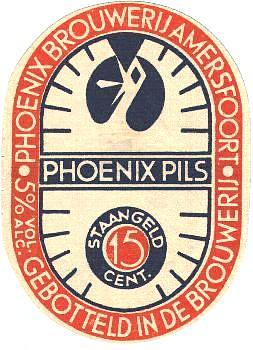 PHOENIX BROUWERIJ AMERSFOORT
PHOENIX PILS
STAANGELD
15
CENT.
5% VOL. ALC.
GEBOTTELD IN DE BROUWERIJ